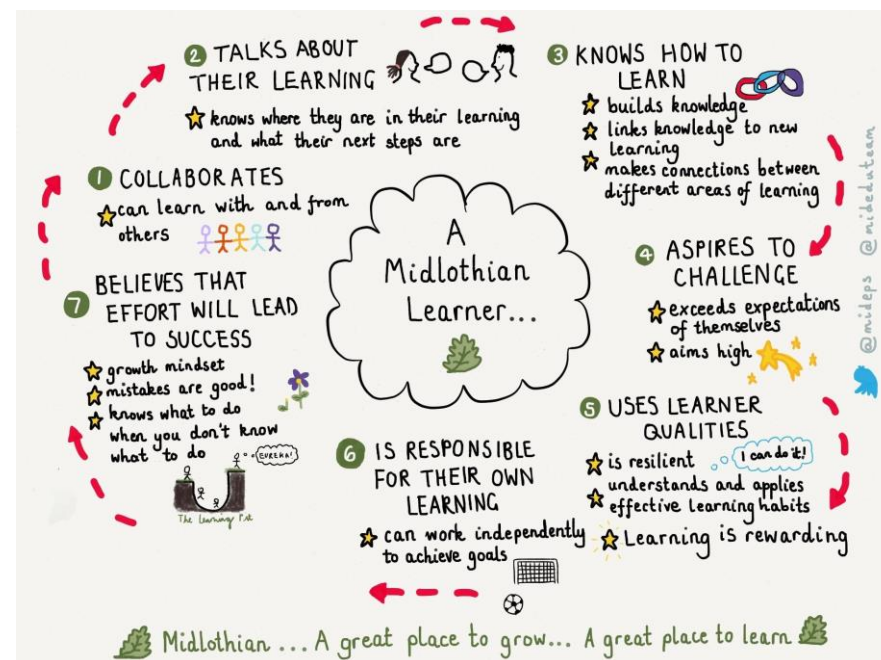 A
Midlothian
Learner...
1 COLLABORATES
can learn with and from
others
2 TALKS ABOUT
THEIR LEARNING
knows where they are in their learning
and what their next steps are
3 KNOWS HOW TO
LEARN
builds knowledge
links knowledge to new
learning
makes connections between
different areas of learning
4 ASPIRES TO
CHALLENGE
exceeds expectations
of themselves
aims high
5 USES LEARNER
QUALITIES
is resilient
I can do it!
understands and applies
effective learning habits
Learning is rewarding
6 IS RESPONSIBLE
FOR THEIR OWN
LEARNING
can work independently
to achieve goals
7 BELIEVES THAT
EFFORT WILL LEAD
TO SUCCESS
growth mindset
mistakes are good!
knows what to do
when you don't know
what to do
EUREKA!
The Learning Pit
@mideps @mideduteam
Midlothian ... A great place to grow... A great place to learn